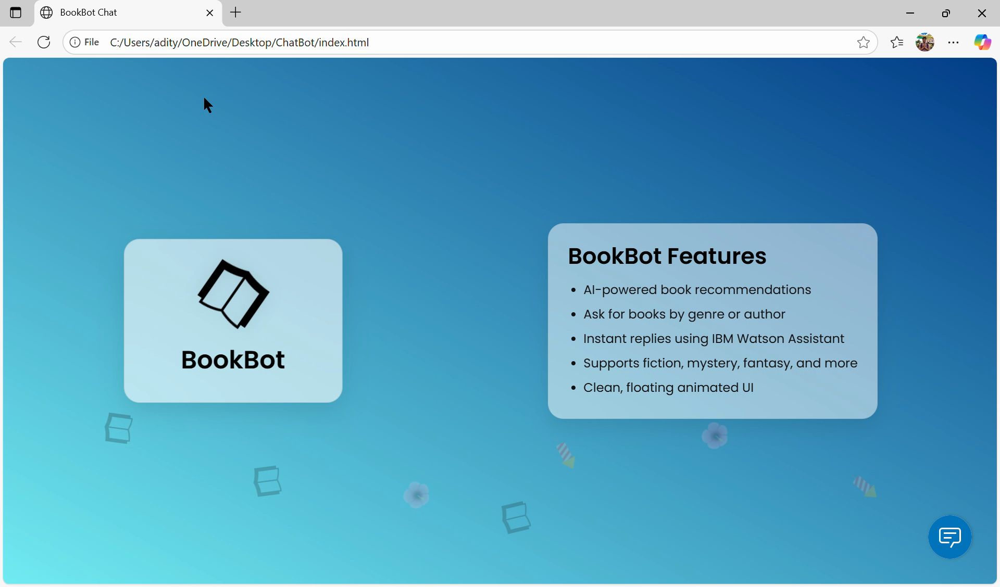 BookBot Chat
File C:/Users/adity/OneDrive/Desktop/ChatBot/index.html
BookBot
BookBot Features
• AI-powered book recommendations
• Ask for books by genre or author
• Instant replies using IBM Watson Assistant
• Supports fiction, mystery, fantasy, and more
• Clean, floating animated UI